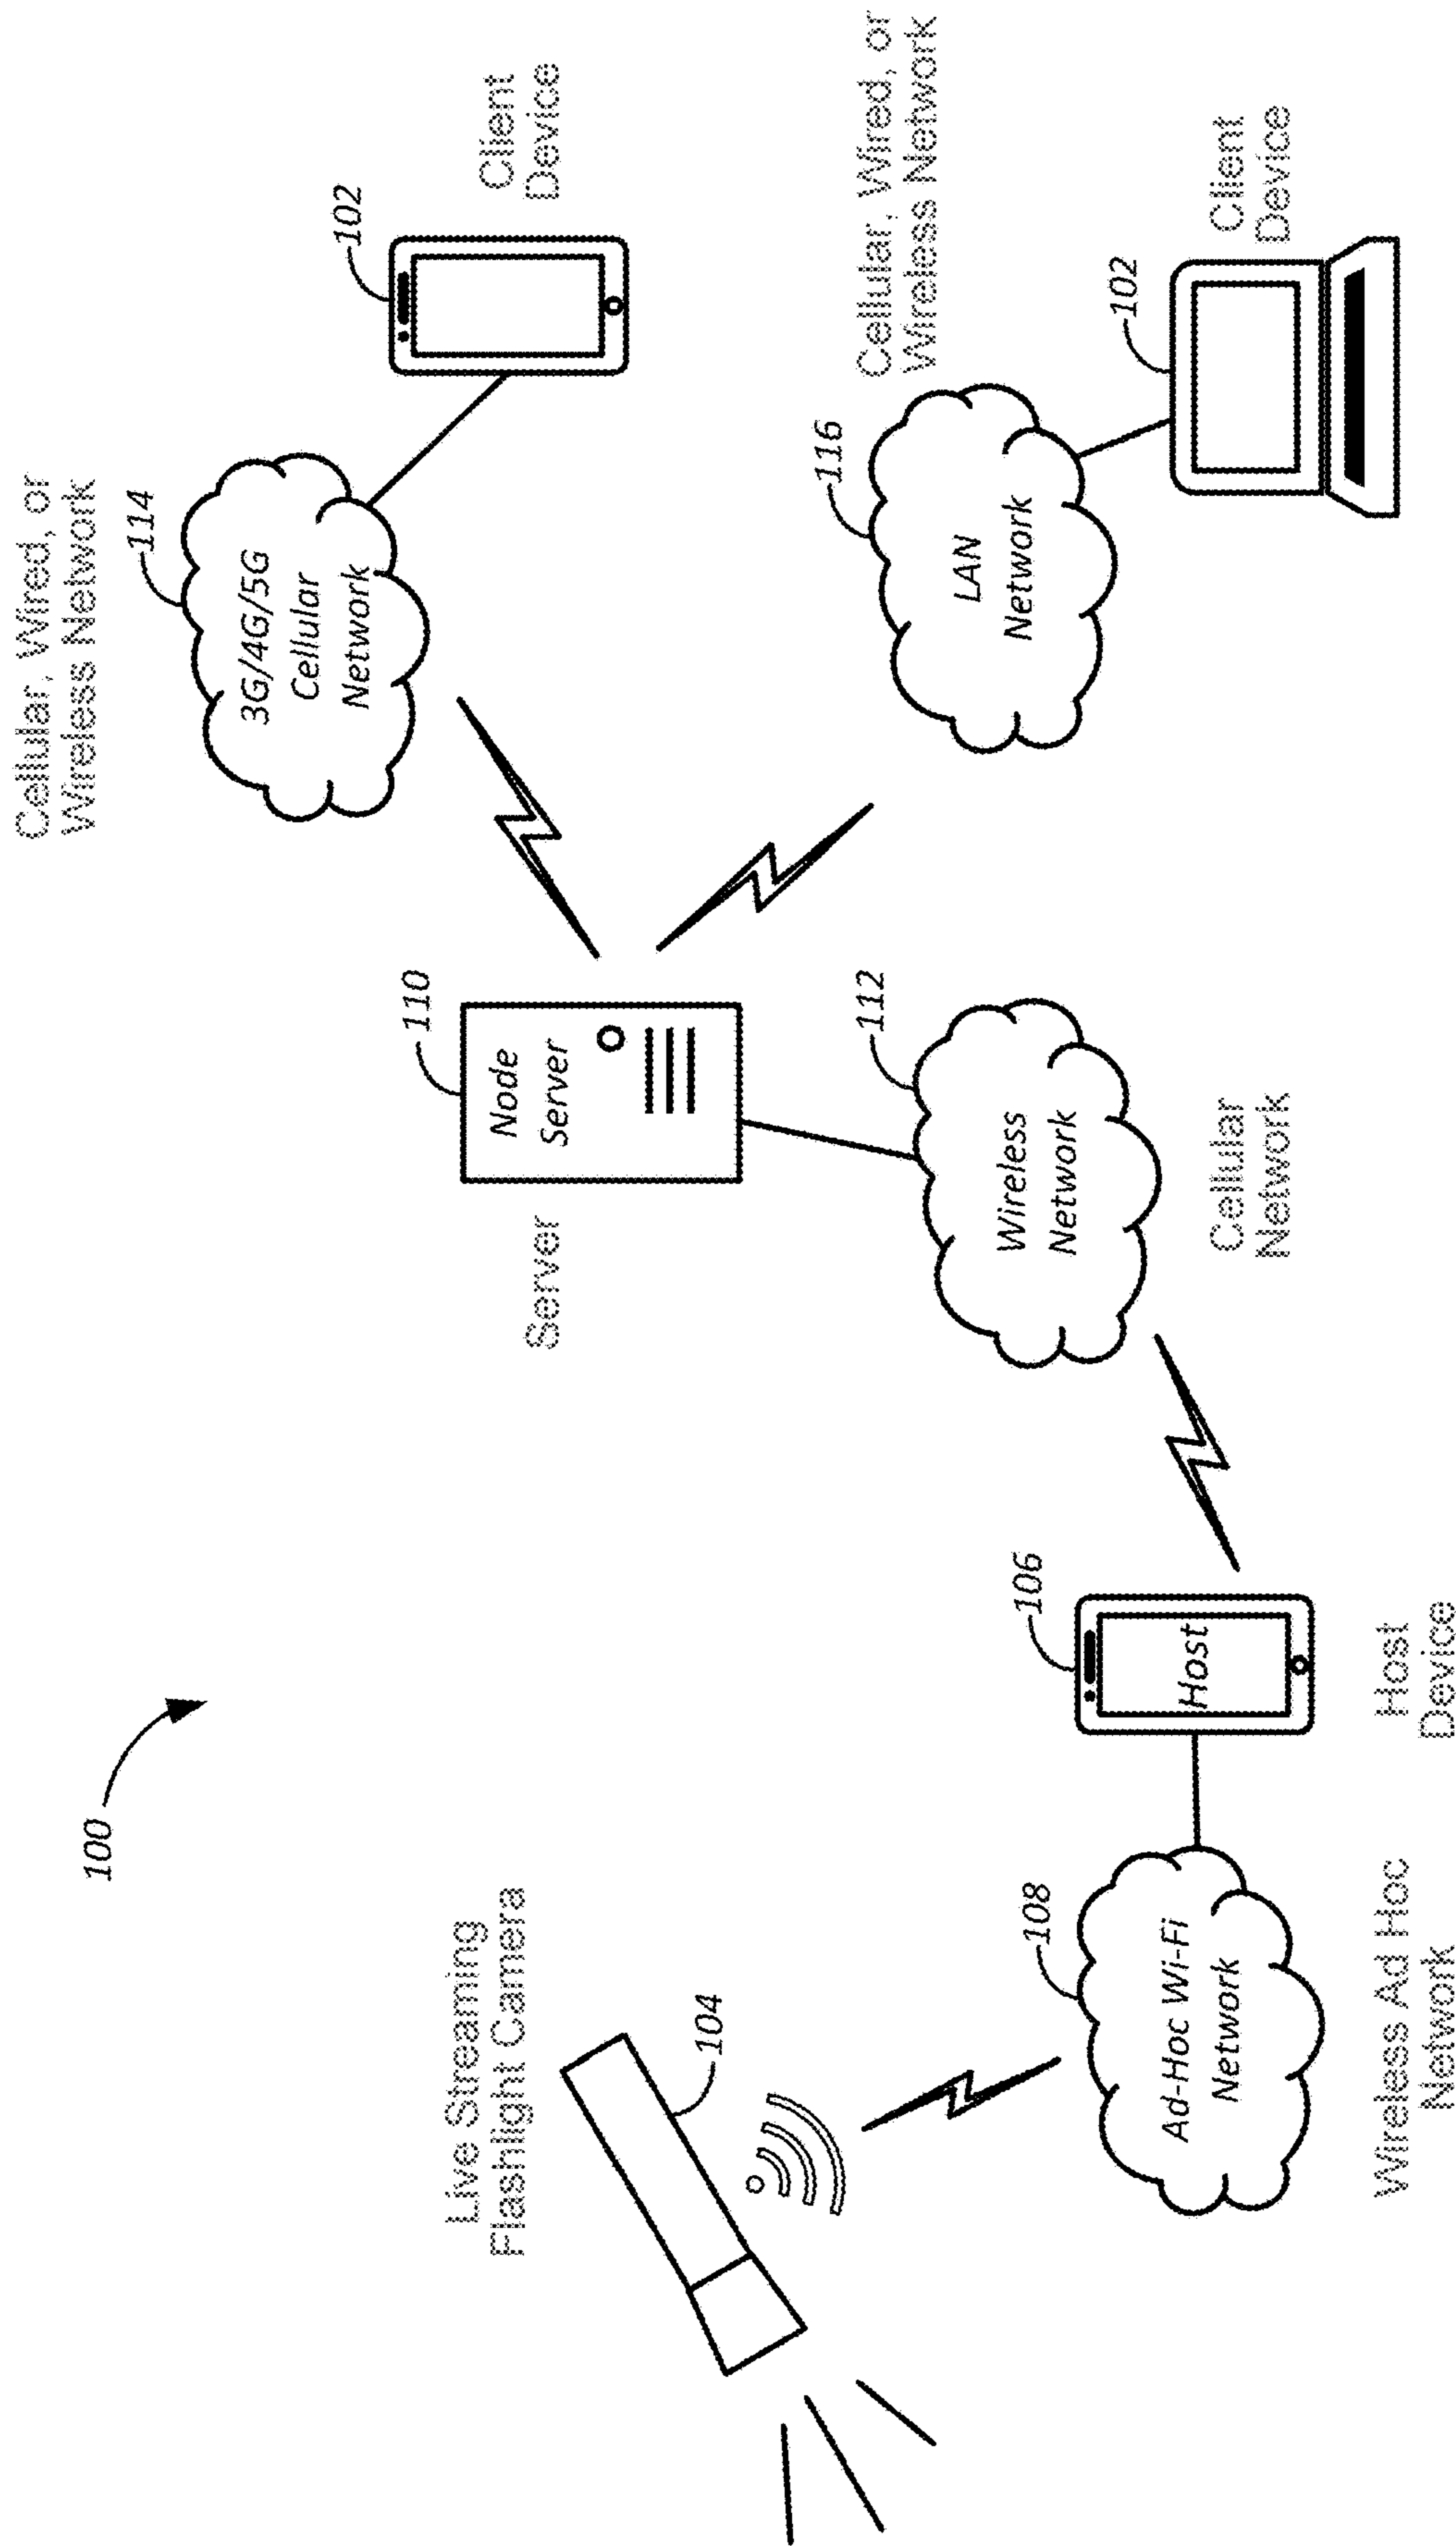 100
Live Streaming
Flashlight Camera
104
108
Ad-Hoc Wi-Fi
Network
Wireless Ad Hoc
Network
106
Host
Host
Device
Server
110
Node
Server
112
Wireless
Network
Cellular
Network
Cellular, Wired, or
Wireless Network
114
3G/4G/5G
Cellular
Network
102
Client
Device
Cellular, Wired, or
Wireless Network
116
LAN
Network
102
Client
Device